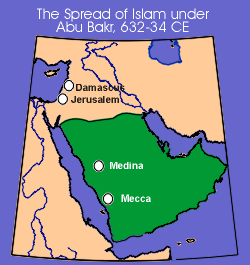 The Spread of Islam under
Abu Bakr, 632-34 CE
Damascus
Jerusalem
Medina
Mecca